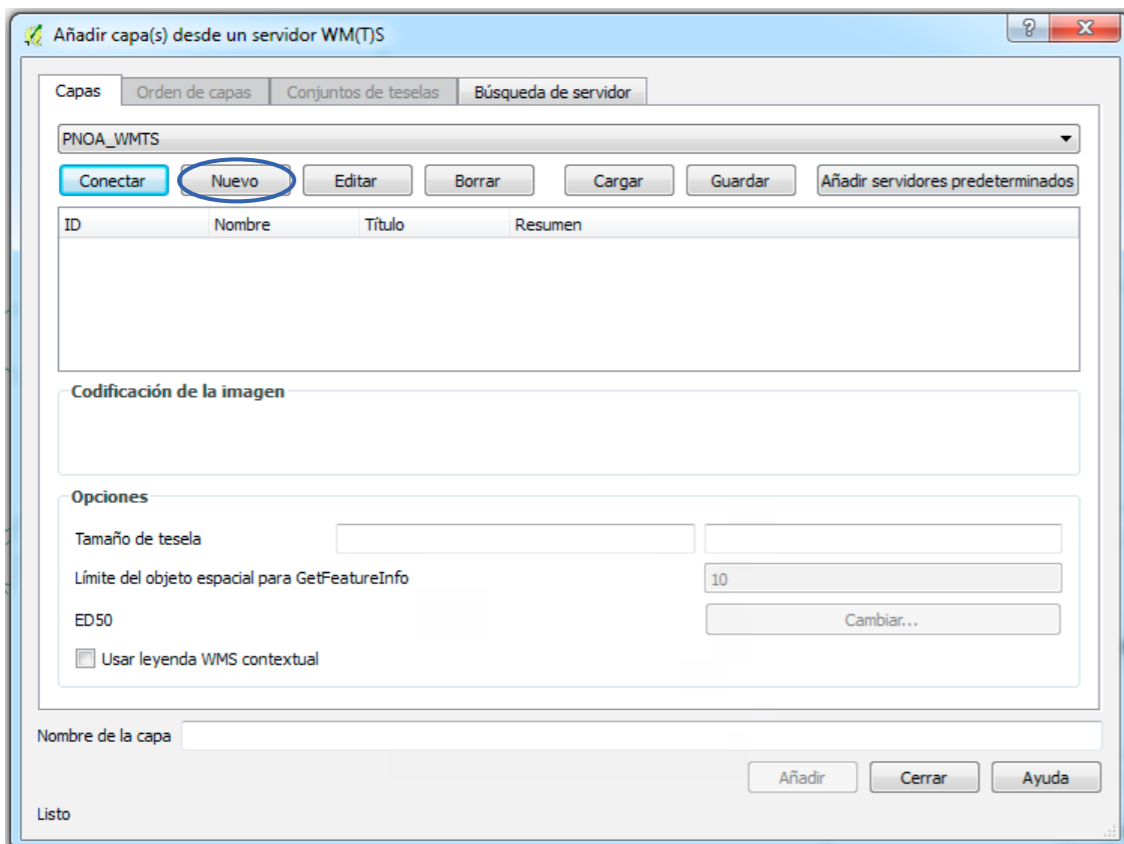 Añadir capa(s) desde un servidor WM(T)S
Capas Orden de capas Conjuntos de teselas Búsqueda de servidor
PNOA_WMTS
Conectar Nuevo Editar Borrar Cargar Guardar Añadir servidores predeterminados
ID Nombre Título Resumen
Codificación de la imagen
Opciones
Tamaño de tesela
Límite del objeto espacial para GetFeatureInfo 10
ED50 Cambiar...
Usar leyenda WMS contextual
Nombre de la capa
Añadir Cerrar Ayuda
Listo